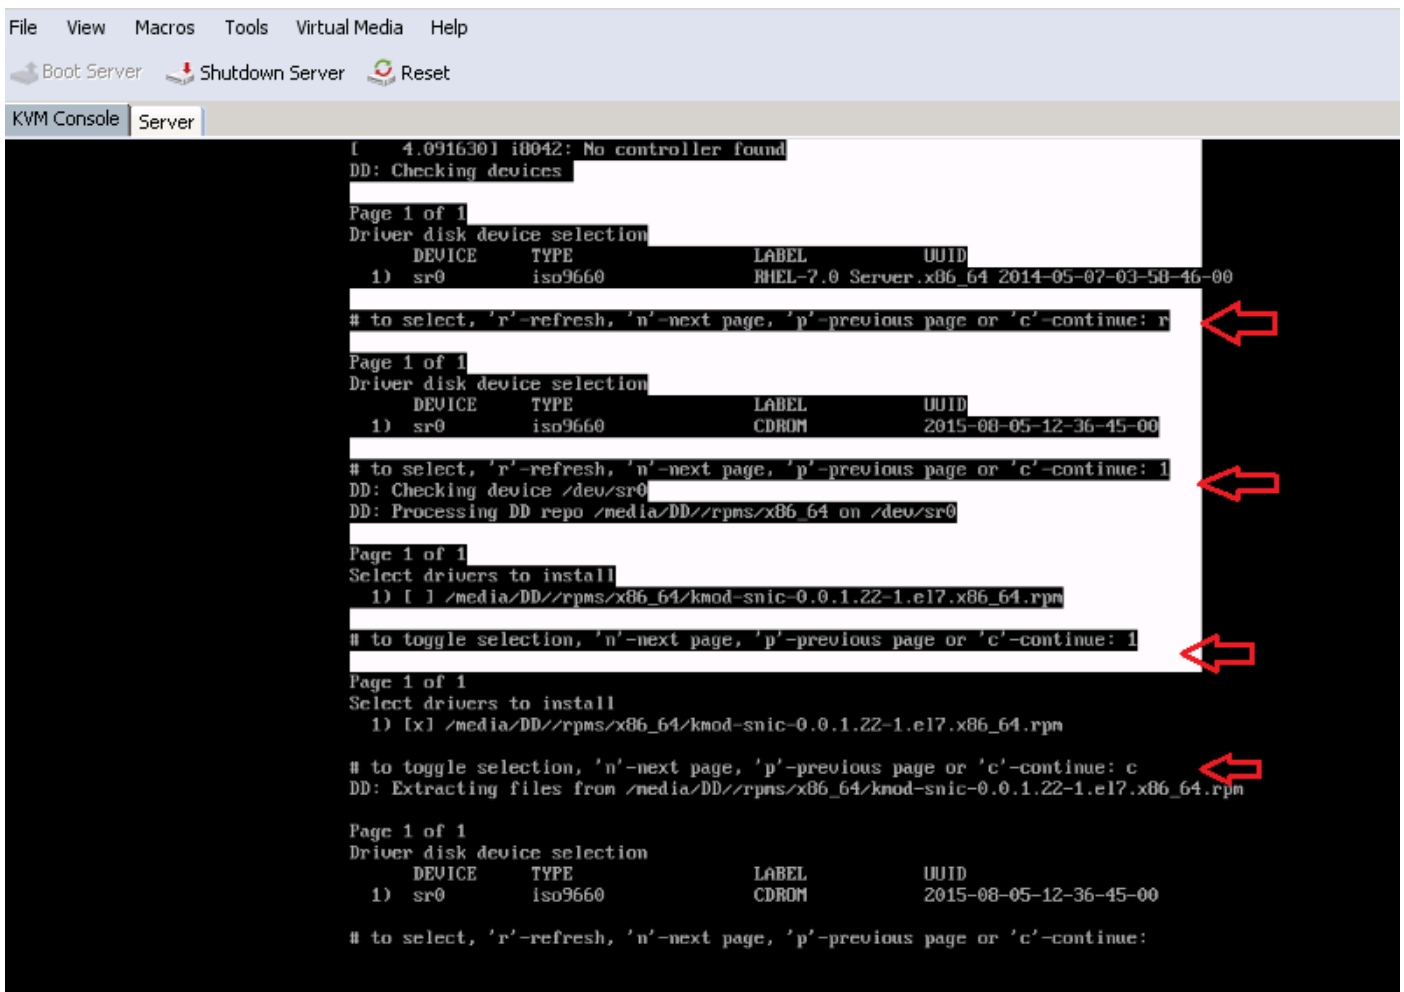 File View Macros Tools Virtual Media Help
Boot Server Shutdown Server Reset
KVM Console Server
[    4.091630] i8042: No controller found
DD: Checking devices
Page 1 of 1
Driver disk device selection
DEVICE TYPE LABEL UUID
1) sr0 iso9660 RHEL-7.0 Server.x86_64 2014-05-07-03-58-46-00
# to select, 'r'-refresh, 'n'-next page, 'p'-previous page or 'c'-continue: r
Page 1 of 1
Driver disk device selection
DEVICE TYPE LABEL UUID
1) sr0 iso9660 CDROM 2015-08-05-12-36-45-00
# to select, 'r'-refresh, 'n'-next page, 'p'-previous page or 'c'-continue: 1
DD: Checking device /dev/sr0
DD: Processing DD repo /media/DD//rpms/x86_64 on /dev/sr0
Page 1 of 1
Select drivers to install
1) [ ] /media/DD//rpms/x86_64/kmod-snic-0.0.1.22-1.el7.x86_64.rpm
# to toggle selection, 'n'-next page, 'p'-previous page or 'c'-continue: 1
Page 1 of 1
Select drivers to install
1) [x] /media/DD//rpms/x86_64/kmod-snic-0.0.1.22-1.el7.x86_64.rpm
# to toggle selection, 'n'-next page, 'p'-previous page or 'c'-continue: c
DD: Extracting files from /media/DD//rpms/x86_64/kmod-snic-0.0.1.22-1.el7.x86_64.rpm
Page 1 of 1
Driver disk device selection
DEVICE TYPE LABEL UUID
1) sr0 iso9660 CDROM 2015-08-05-12-36-45-00
# to select, 'r'-refresh, 'n'-next page, 'p'-previous page or 'c'-continue: